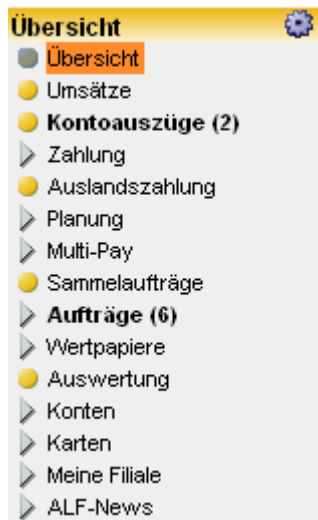 Übersicht
Übersicht
Umsätze
Kontoauszüge (2)
Zahlung
Auslandszahlung
Planung
Multi-Pay
Sammelaufträge
Aufträge (6)
Wertpapiere
Auswertung
Konten
Karten
Meine Filiale
ALF-News